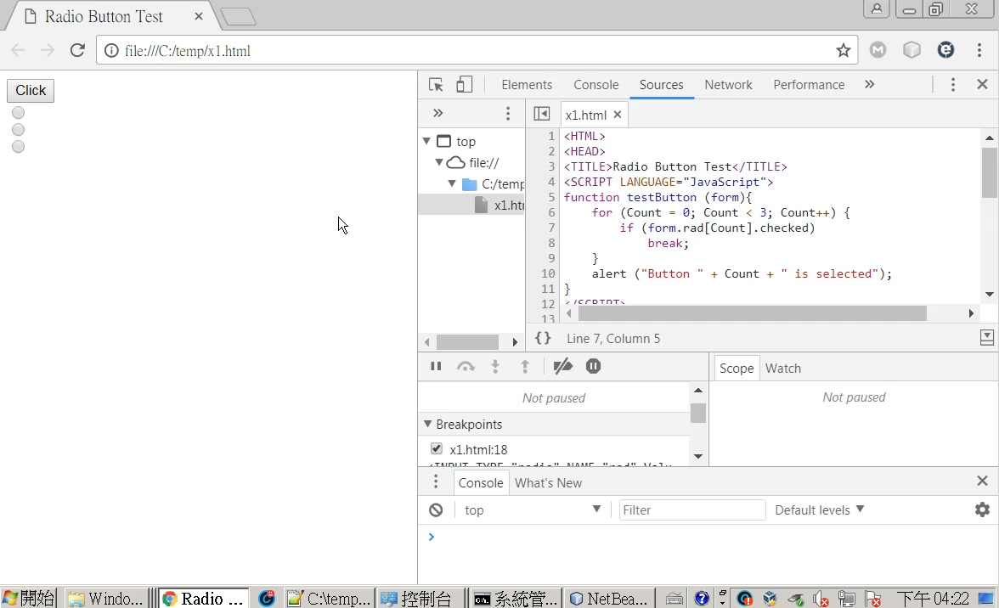 Radio Button Test
file:///C:/temp/x1.html
Click
Elements Console Sources Network Performance
x1.html
top
file://
C:/temp
x1.htm
1 <HTML>
2 <HEAD>
3 <TITLE>Radio Button Test</TITLE>
4 <SCRIPT LANGUAGE="JavaScript">
5 function testButton (form){
6 for (Count = 0; Count < 3; Count++) {
7 if (form.rad[Count].checked)
8 break;
9 }
10 alert ("Button " + Count + " is selected");
11 }
12 </SCRIPT>
13
{} Line 7, Column 5
Scope Watch
Not paused
Not paused
Breakpoints
x1.html:18
<INPUT TYPE="radio" NAME="rad" Valu
Console What's New
top Filter Default levels
開始 Windo... Radio ... C:\temp... 控制台 系統管... NetBea... 下午 04:22